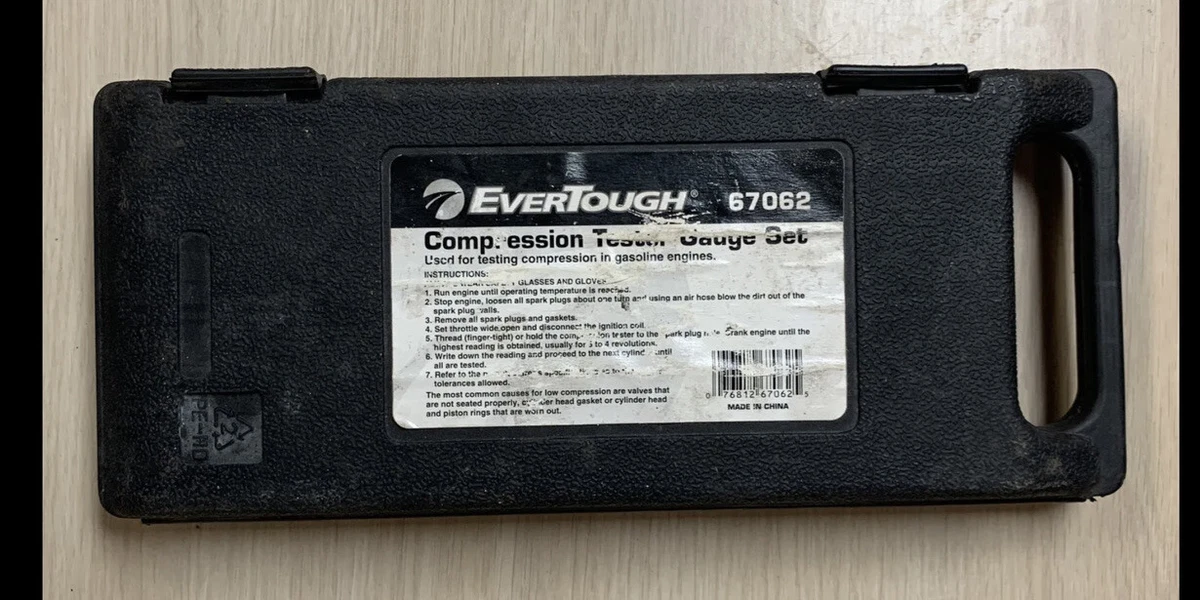 EVERTOUGH® 67062
Compression Tester Gauge Set
Used for testing compression in gasoline engines.
INSTRUCTIONS:
GLASSES AND GLOVES
1. Run engine until operating temperature is reached.
2. Stop engine, loosen all spark plugs about one turn and using an air hose blow the dirt out of the
spark plug walls.
3. Remove all spark plugs and gaskets.
4. Set throttle wide,open and disconnect the ignition coil.
5. Thread (finger-tight) or hold the compression tester to the spark plug hole. Crank engine until the
highest reading is obtained, usually for 3 to 4 revolutions.
6. Write down the reading and proceed to the next cylinder until
all are tested.
7. Refer to the
tolerances allowed.
The most common causes for low compression are valves that
are not seated properly, cylinder head gasket or cylinder head
and piston rings that are worn out.
0 76812 67062 5
MADE IN CHINA
2
PE-HD